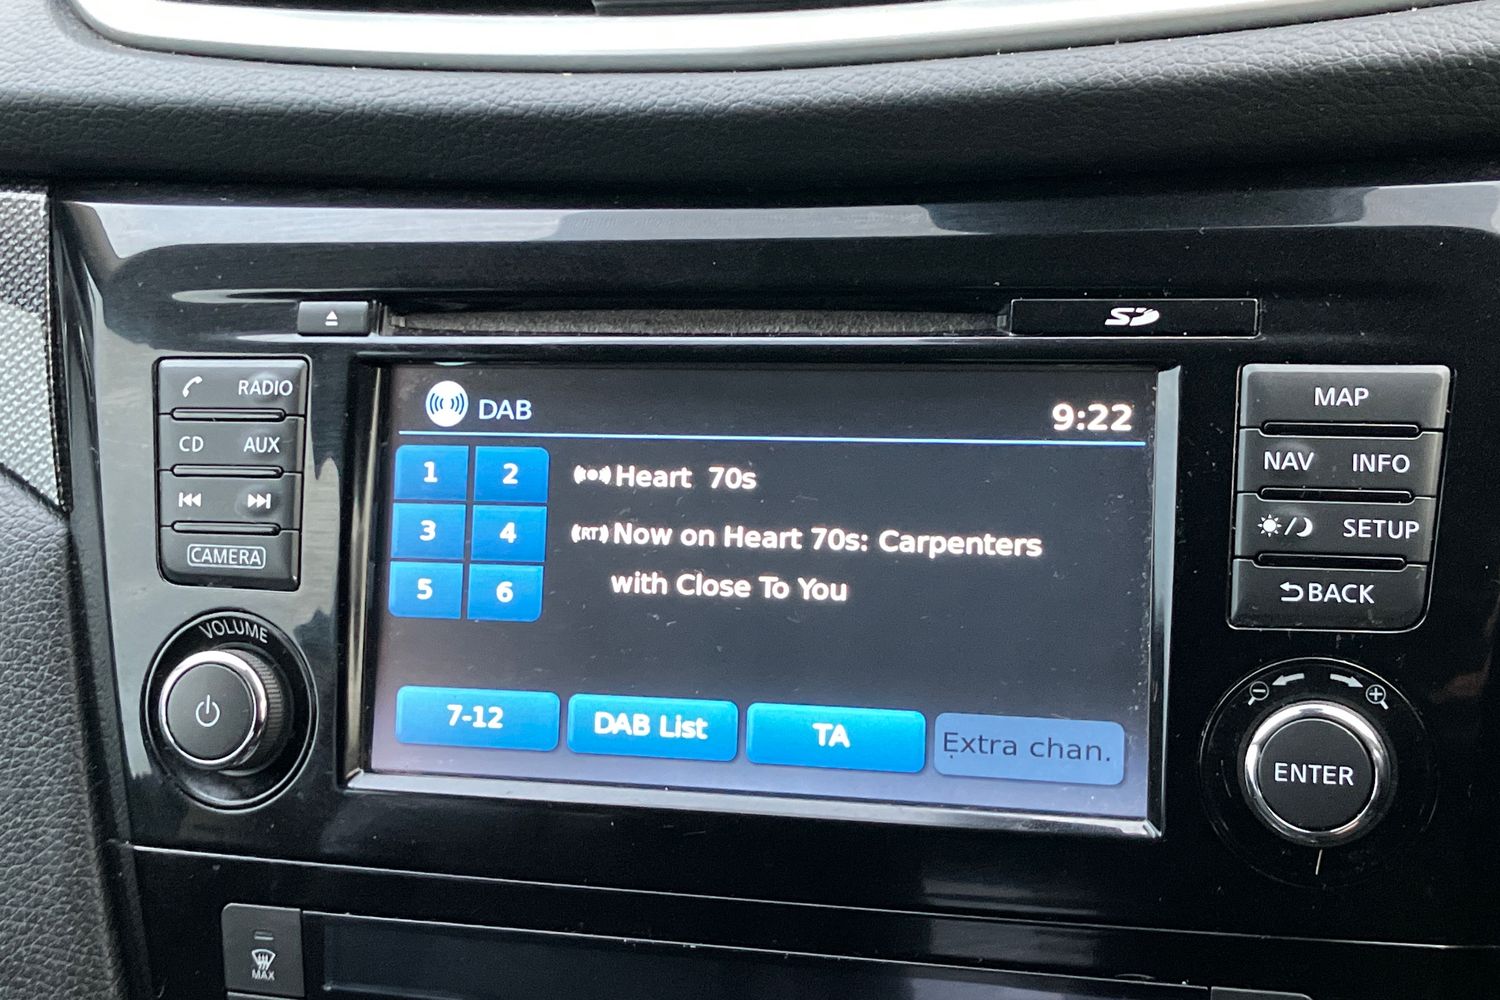 SD
RADIO
CD AUX
CAMERA
VOLUME
DAB
9:22
1 2
3 4
5 6
Heart 70s
RT Now on Heart 70s: Carpenters
with Close To You
7-12
DAB List
TA
Extra chan.
MAP
NAV INFO
SETUP
BACK
ENTER
MAX